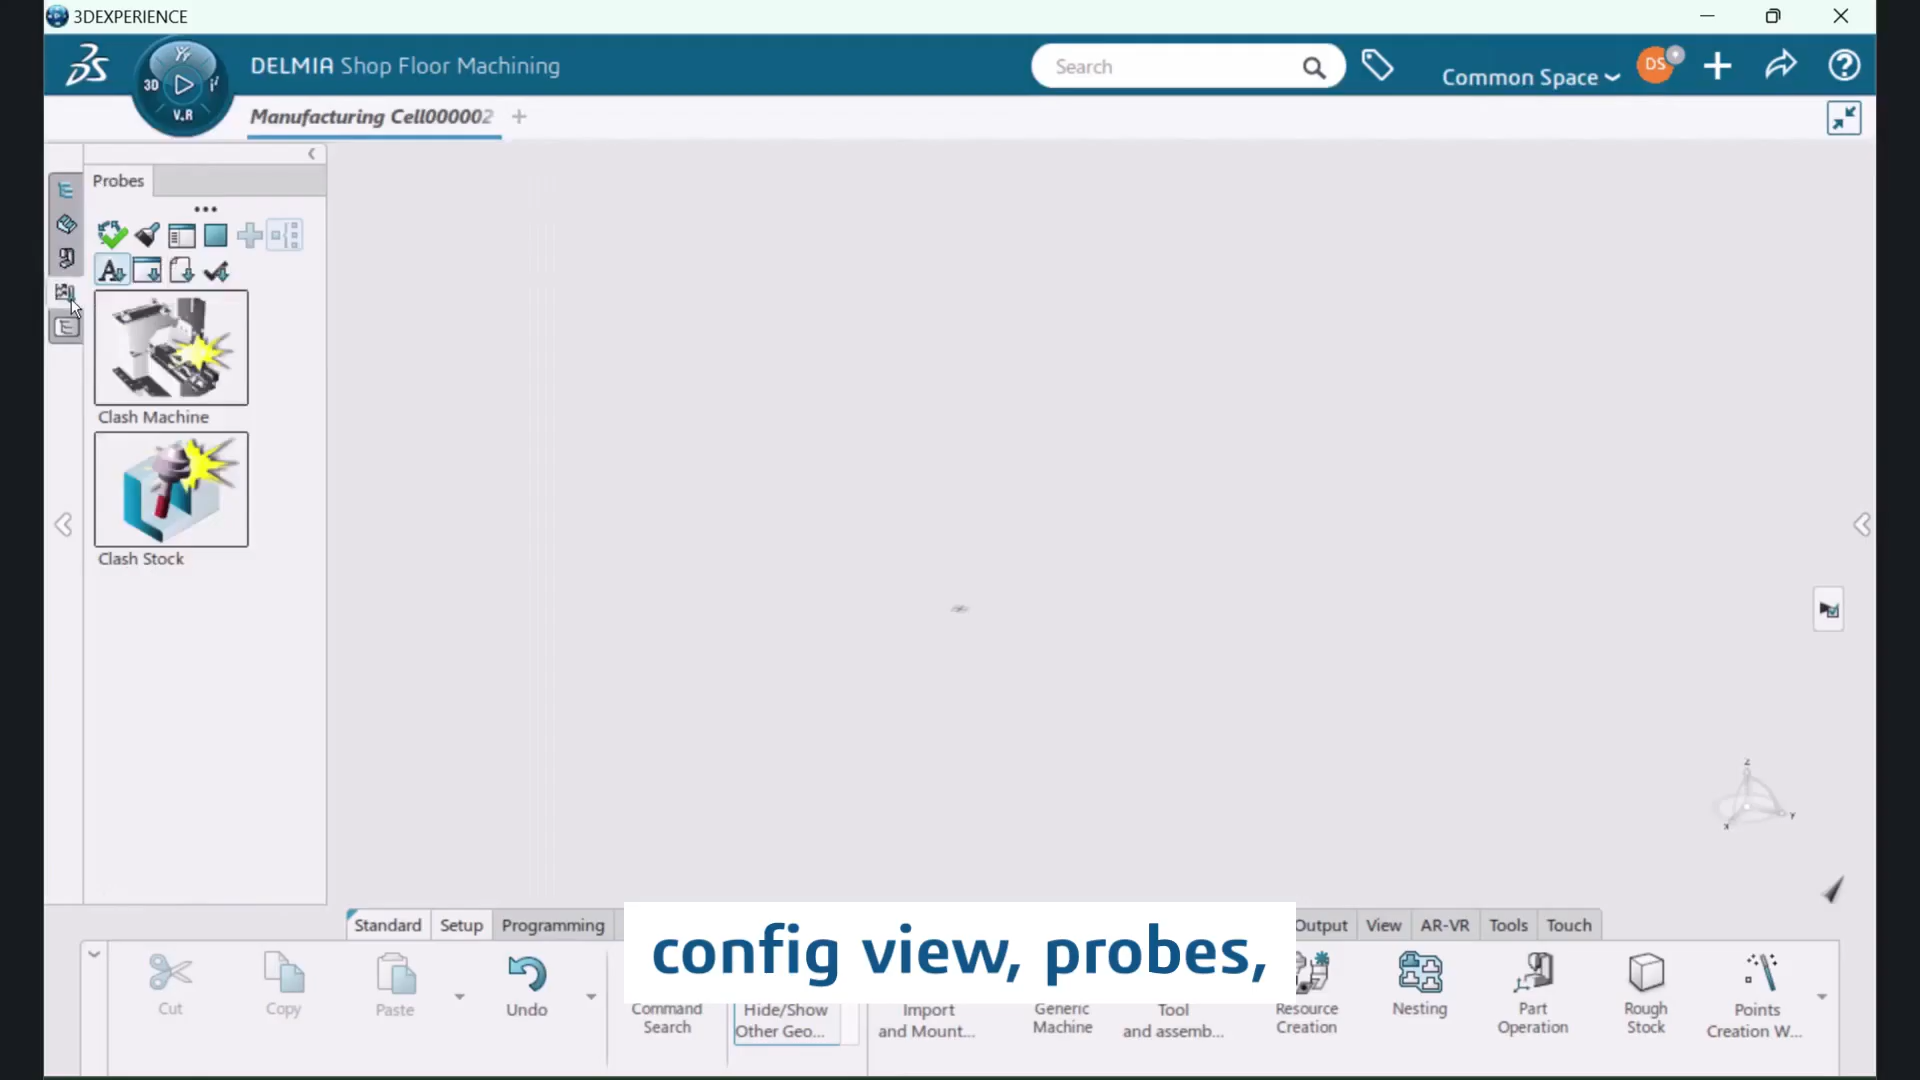 3DEXPERIENCE
3D
V.R
DELMIA Shop Floor Machining
Search
Common Space
DS
Manufacturing Cell000002
Probes
Clash Machine
Clash Stock
z
Y
x
Standard
Setup
Programming
Output
View
AR-VR
Tools
Touch
config view, probes,
Cut
Copy
Paste
Undo
Command
Search
Hide/Show
Other Geo...
Import
and Mount...
Generic
Machine
Tool
and assemb...
Resource
Creation
Nesting
Part
Operation
Rough
Stock
Points
Creation W...